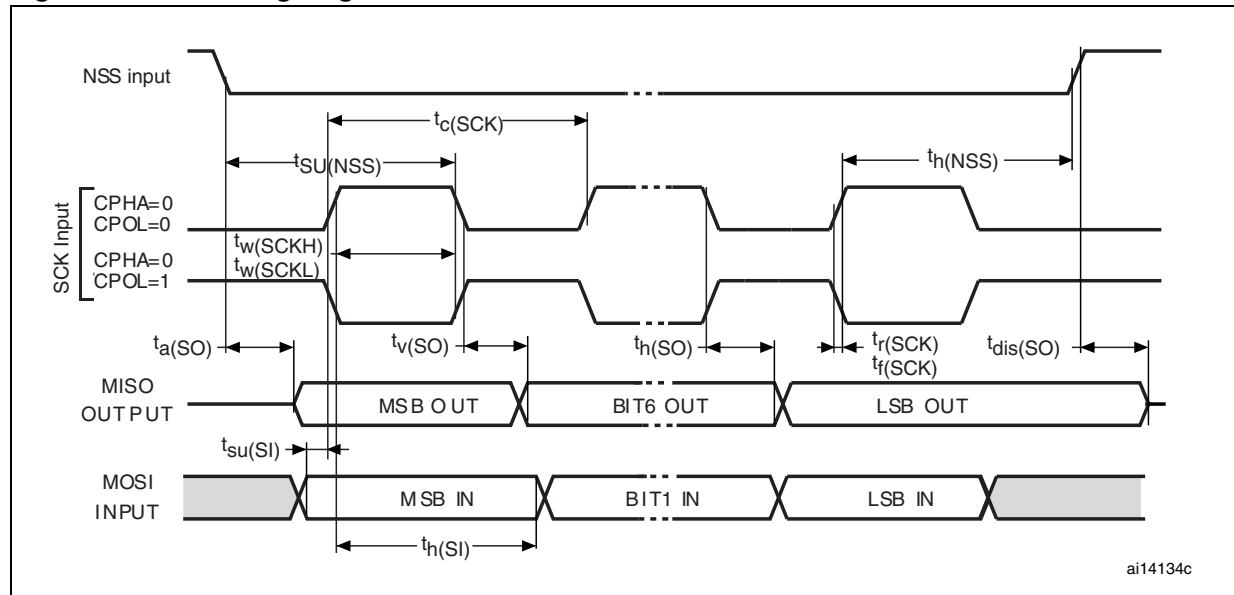 NSS input
tc(SCK)
tSU(NSS)
th(NSS)
SCK Input
CPHA=0
CPOL=0
tw(SCKH)
CPHA=0
tw(SCKL)
CPOL=1
ta(SO)
tv(SO)
th(SO)
tr(SCK)
tf(SCK)
tdis(SO)
MISO
OUTPUT
MSB OUT
BIT6 OUT
LSB OUT
tsu(SI)
MOSI
INPUT
MSB IN
BIT1 IN
LSB IN
th(SI)
ai14134c